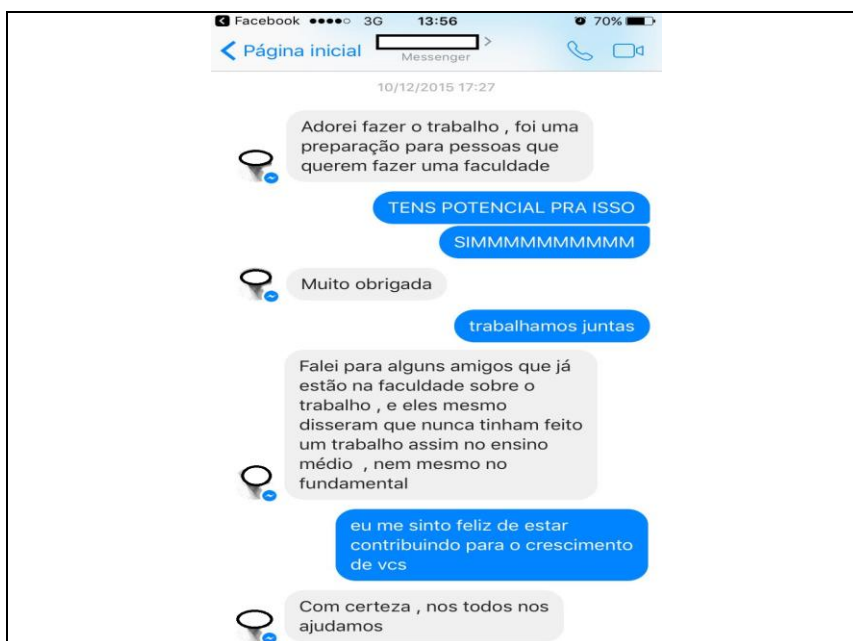 Facebook 3G 13:56 70%
Página inicial
Messenger
10/12/2015 17:27
Adorei fazer o trabalho , foi uma
preparação para pessoas que
querem fazer uma faculdade
TENS POTENCIAL PRA ISSO
SIMMMMMMMMMM
Muito obrigada
trabalhamos juntas
Falei para alguns amigos que já
estão na faculdade sobre o
trabalho , e eles mesmo
disseram que nunca tinham feito
um trabalho assim no ensino
médio , nem mesmo no
fundamental
eu me sinto feliz de estar
contribuindo para o crescimento
de vcs
Com certeza , nos todos nos
ajudamos